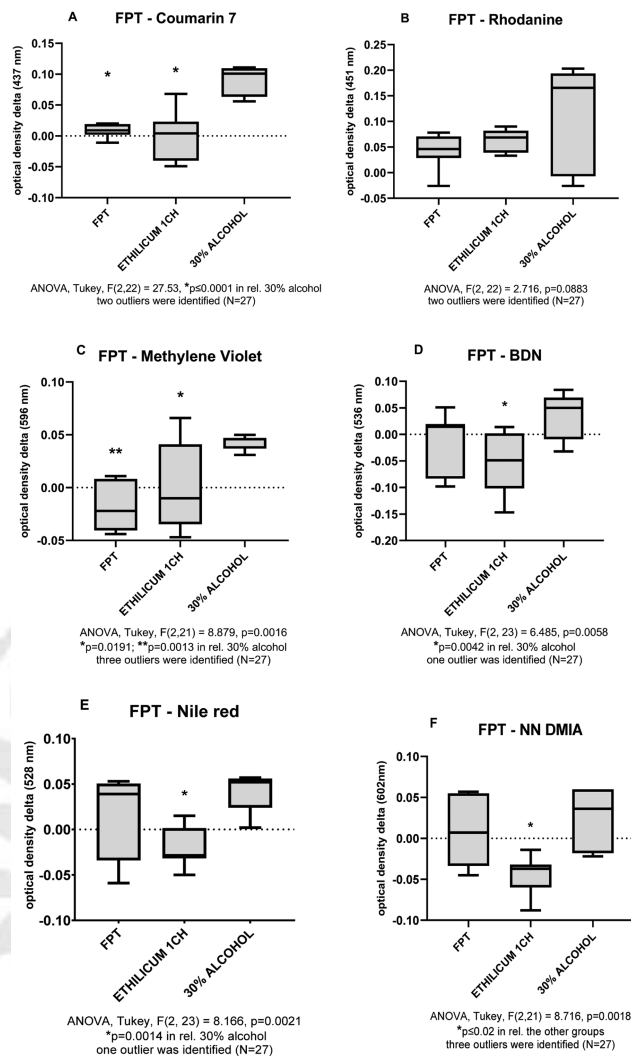 A
FPT - Coumarin 7
optical density delta (437 nm)
0.15
0.10
0.05
0.00
-0.05
-0.10
*
*
FPT
ETHILICUM 1CH
30% ALCOHOL
ANOVA, Tukey, F(2,22) = 27.53, *p≤0.0001 in rel. 30% alcohol
two outliers were identified (N=27)
B
FPT - Rhodanine
optical density delta (451 nm)
0.25
0.20
0.15
0.10
0.05
0.00
-0.05
FPT
ETHILICUM 1CH
30% ALCOHOL
ANOVA, F(2, 22) = 2.716, p=0.0883
two outliers were identified (N=27)
C
FPT - Methylene Violet
optical density delta (596 nm)
0.10
0.05
0.00
-0.05
**
*
FPT
ETHILICUM 1CH
30% ALCOHOL
ANOVA, Tukey, F(2,21) = 8.879, p=0.0016
*p=0.0191; **p=0.0013 in rel. 30% alcohol
three outliers were identified (N=27)
D
FPT - BDN
optical density delta (536 nm)
0.10
0.05
0.00
-0.05
-0.10
-0.15
-0.20
*
FPT
ETHILICUM 1CH
30% ALCOHOL
ANOVA, Tukey, F(2, 23) = 6.485, p=0.0058
*p=0.0042 in rel. 30% alcohol
one outlier was identified (N=27)
E
FPT - Nile red
optical density delta (528 nm)
0.10
0.05
0.00
-0.05
-0.10
*
FPT
ETHILICUM 1CH
30% ALCOHOL
ANOVA, Tukey, F(2, 23) = 8.166, p=0.0021
*p=0.0014 in rel. 30% alcohol
one outlier was identified (N=27)
F
FPT - NN DMIA
optical density delta (602nm)
0.10
0.05
0.00
-0.05
-0.10
*
FPT
ETHILICUM 1CH
30% ALCOHOL
ANOVA, Tukey, F(2,21) = 8.716, p=0.0018
*p≤0.02 in rel. the other groups
three outliers were identified (N=27)